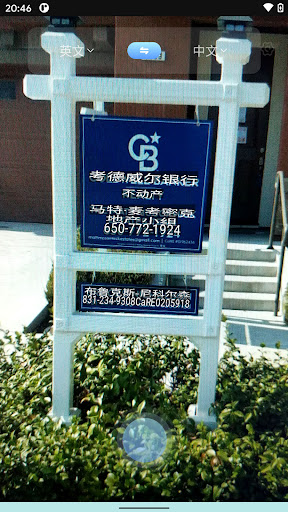 20:46
英文
中文
CB
考德威尔銀行
不动产
马特·麦考密克
地产小组
650-772-1924
布鲁克斯·尼科尔森
831-234-9308CaRE0205918